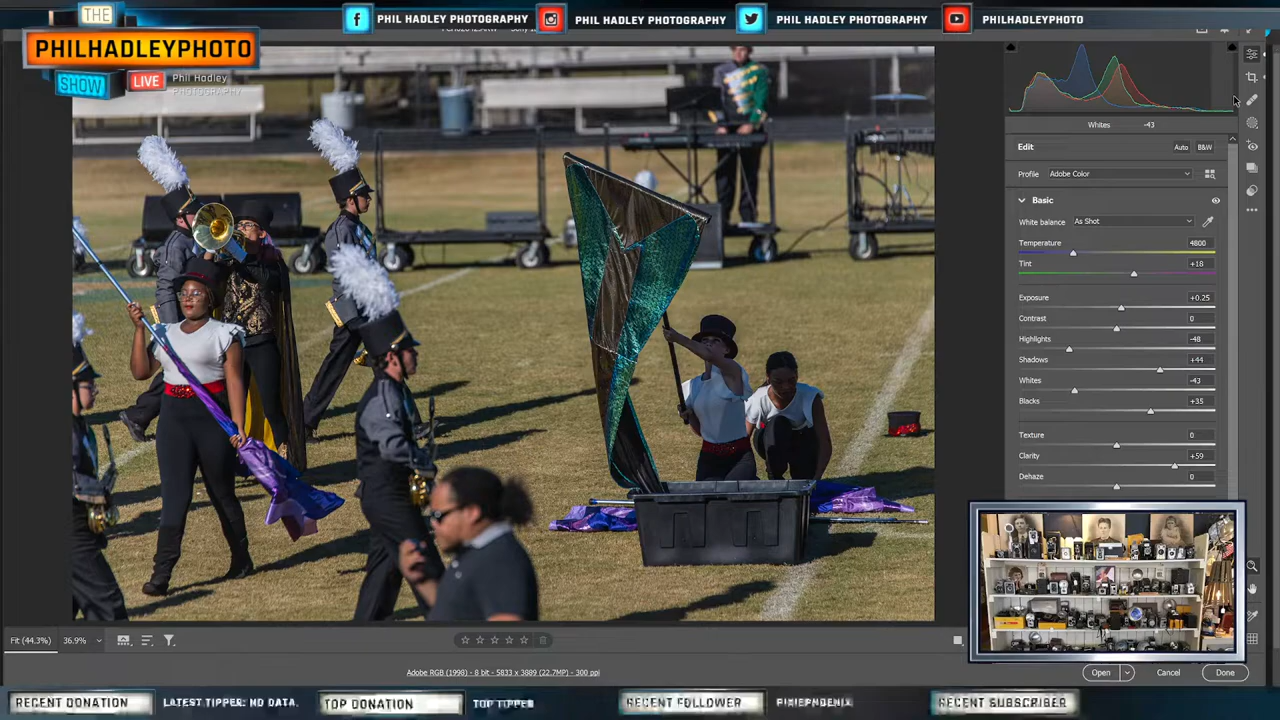 THE
PHILHADLEYPHOTO
SHOW
LIVE
Phil Hadley
PHOTOGRAPHY
PHIL HADLEY PHOTOGRAPHY
PHIL HADLEY PHOTOGRAPHY
PHIL HADLEY PHOTOGRAPHY
PHILHADLEYPHOTO
Whites -43
Edit Auto B&W
Profile Adobe Color
Basic
White balance As Shot
Temperature 4800
Tint +18
Exposure +0.25
Contrast 0
Highlights -48
Shadows +44
Whites -43
Blacks +35
Texture 0
Clarity +59
Dehaze 0
Fit (44.3%) 36.9%
Adobe RGB (1998) - 8 bit - 5833 x 3889 (22.7MP) - 300 ppi
Open Cancel Done
RECENT DONATION LATEST TIPPER: NO DATA. TOP DONATION TOP TIPPER RECENT FOLLOWER PIXIEPHOENIX RECENT SUBSCRIBER